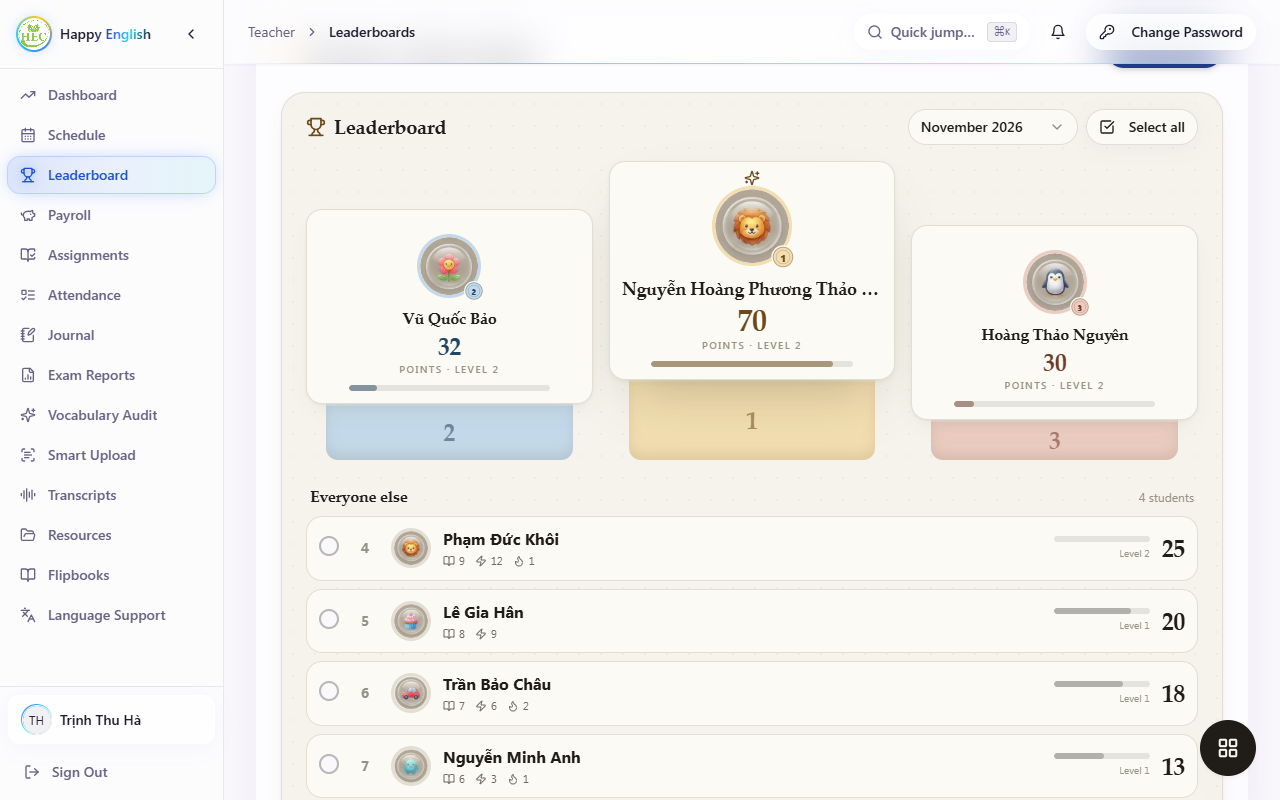 HEC
Happy English
Teacher
Leaderboards
Quick jump...
⌘K
Change Password
Dashboard
Schedule
Leaderboard
Payroll
Assignments
Attendance
Journal
Exam Reports
Vocabulary Audit
Smart Upload
Transcripts
Resources
Flipbooks
Language Support
TH
Trịnh Thu Hà
Sign Out
Leaderboard
November 2026
Select all
2
Vũ Quốc Bảo
32
POINTS · LEVEL 2
2
1
Nguyễn Hoàng Phương Thảo ...
70
POINTS · LEVEL 2
1
3
Hoàng Thảo Nguyên
30
POINTS · LEVEL 2
3
Everyone else
4 students
4
Phạm Đức Khôi
9 12 1
Level 2
25
5
Lê Gia Hân
8 9
Level 1
20
6
Trần Bảo Châu
7 6 2
Level 1
18
7
Nguyễn Minh Anh
6 3 1
Level 1
13